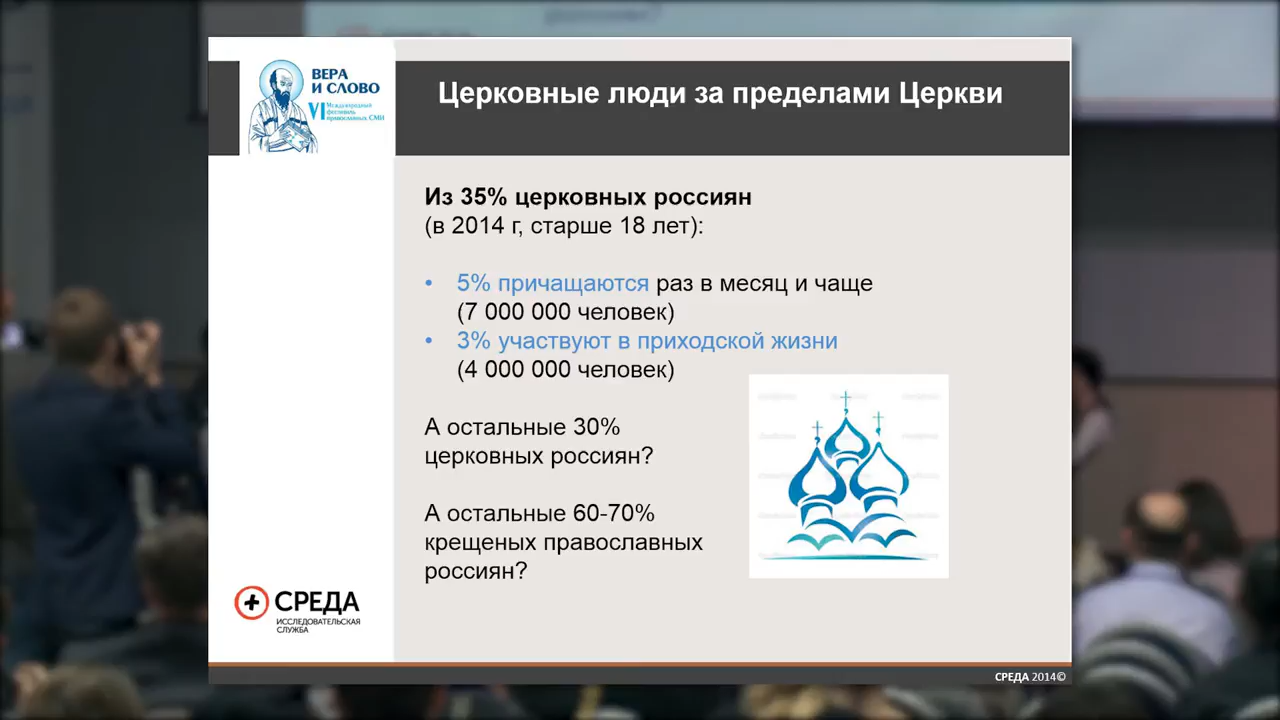 ВЕРА
И СЛОВО
VI Международный
фестиваль
православных СМИ
Церковные люди за пределами Церкви
Из 35% церковных россиян
(в 2014 г, старше 18 лет):
• 5% причащаются раз в месяц и чаще
(7 000 000 человек)
• 3% участвуют в приходской жизни
(4 000 000 человек)
А остальные 30%
церковных россиян?
А остальные 60-70%
крещеных православных
россиян?
СРЕДА
ИССЛЕДОВАТЕЛЬСКАЯ
СЛУЖБА
СРЕДА 2014©